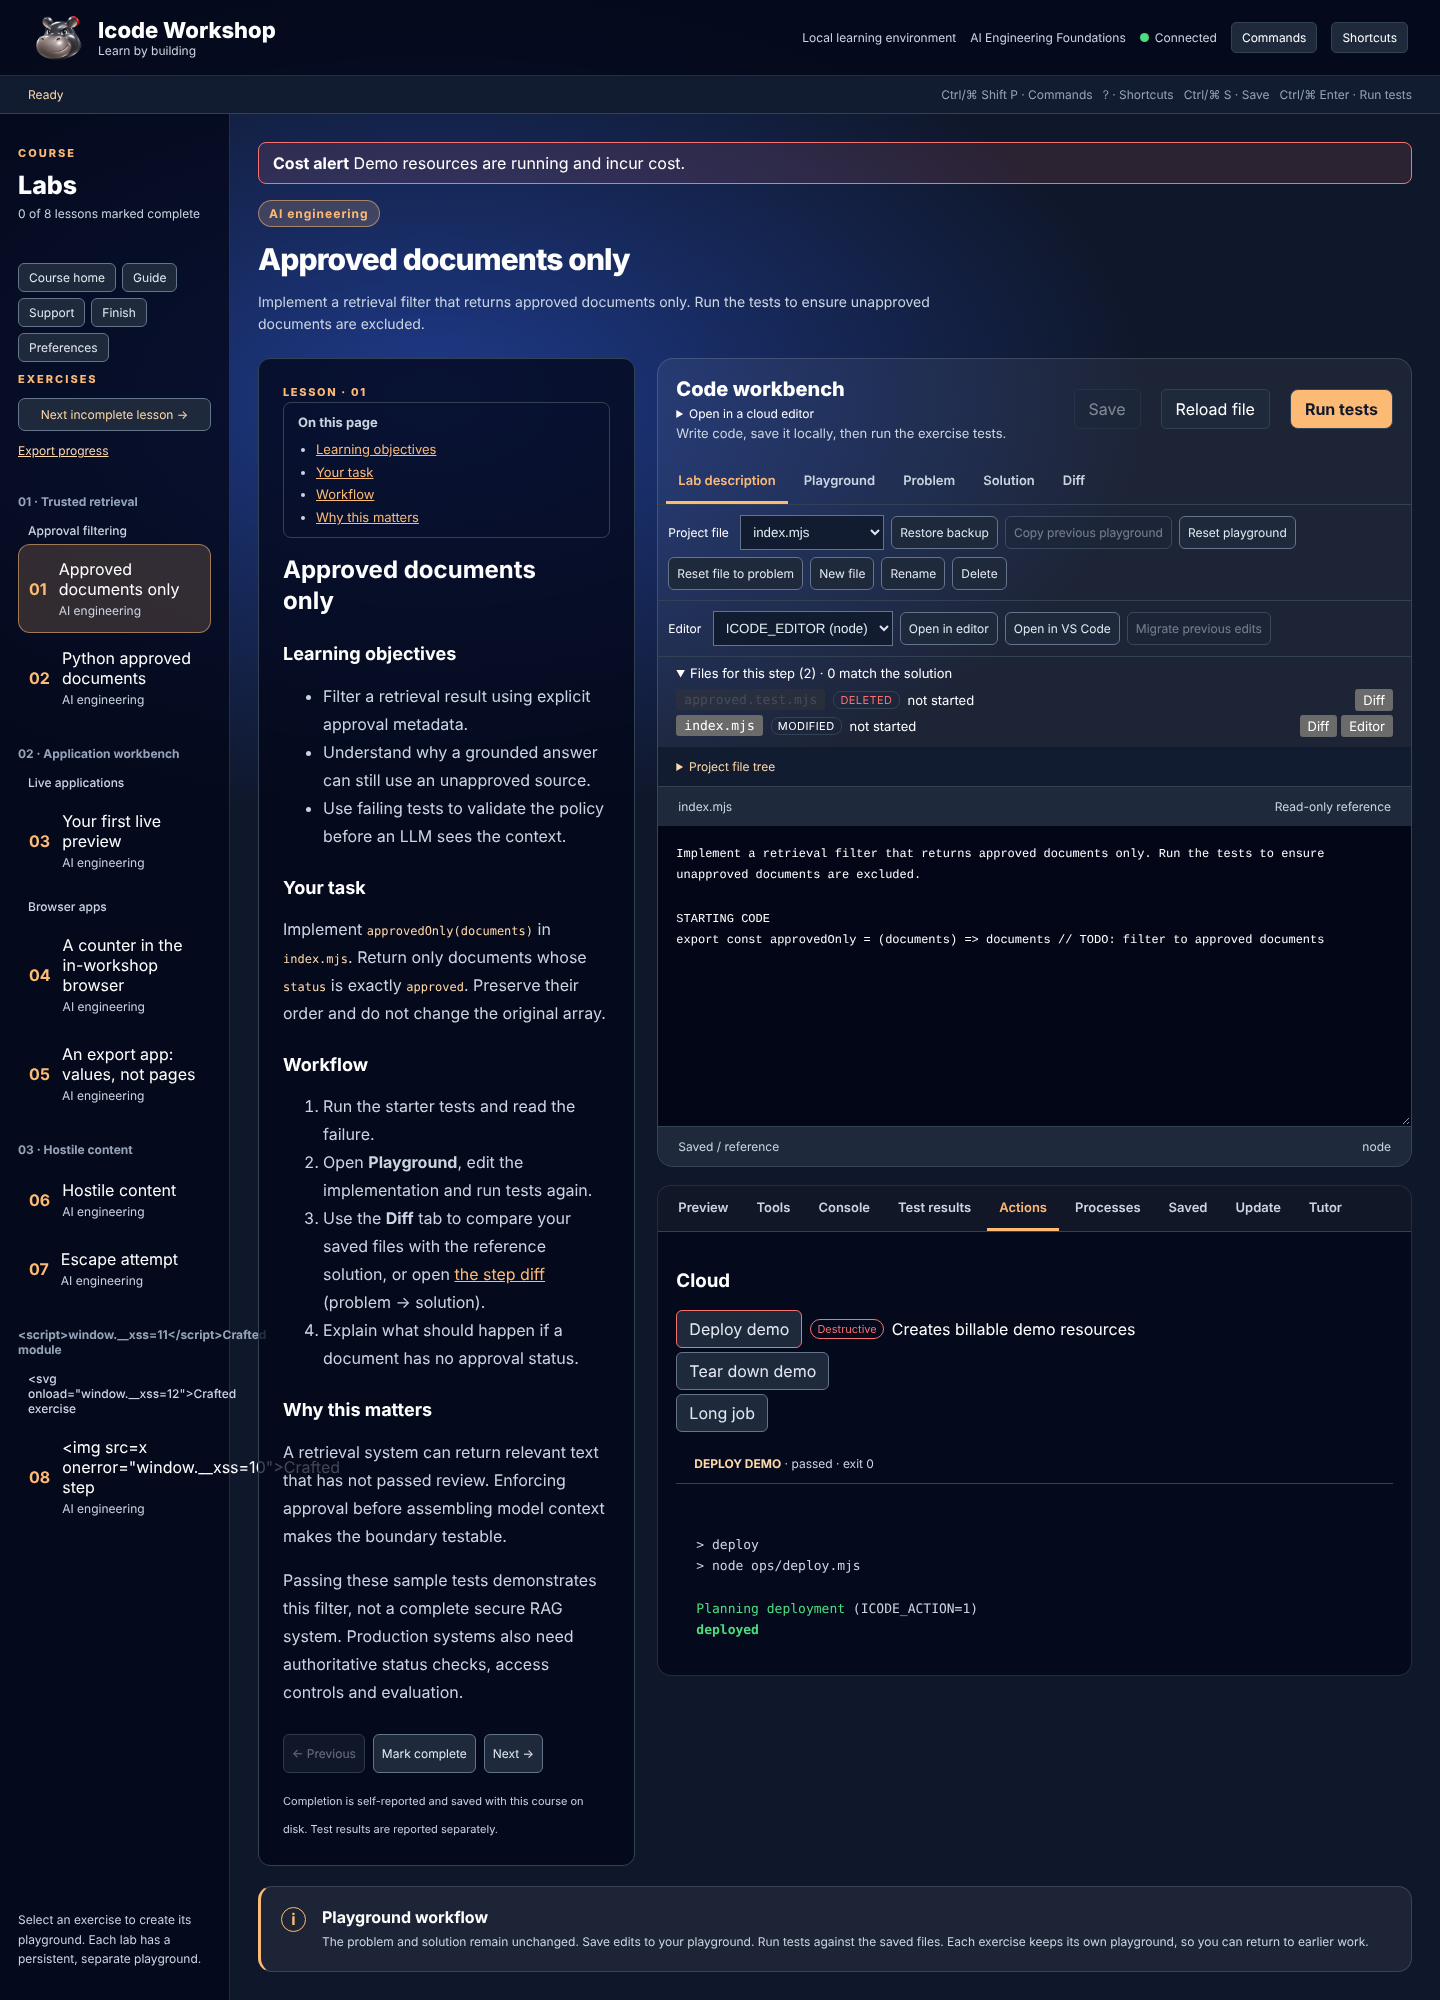 Icode Workshop
Learn by building
Local learning environment AI Engineering Foundations Connected Commands Shortcuts
Ready
Ctrl/⌘ Shift P · Commands ? · Shortcuts Ctrl/⌘ S · Save Ctrl/⌘ Enter · Run tests
COURSE
Labs
0 of 8 lessons marked complete
Course home Guide
Support Finish
Preferences
EXERCISES
Next incomplete lesson →
Export progress
01 · Trusted retrieval
Approval filtering
01
Approved
documents only
AI engineering
02
Python approved
documents
AI engineering
02 · Application workbench
Live applications
03
Your first live
preview
AI engineering
Browser apps
04
A counter in the
in-workshop
browser
AI engineering
05
An export app:
values, not pages
AI engineering
03 · Hostile content
06
Hostile content
AI engineering
07
Escape attempt
AI engineering
<script>window.__xss=11</script>Crafted
module
<svg
onload="window.__xss=12">Crafted
exercise
08
<img src=x
onerror="window.__xss=10">Crafted
step
AI engineering
Select an exercise to create its
playground. Each lab has a
persistent, separate playground.
Cost alert Demo resources are running and incur cost.
AI engineering
Approved documents only
Implement a retrieval filter that returns approved documents only. Run the tests to ensure unapproved
documents are excluded.
LESSON · 01
On this page
• Learning objectives
• Your task
• Workflow
• Why this matters
Approved documents
only
Learning objectives
• Filter a retrieval result using explicit
approval metadata.
• Understand why a grounded answer
can still use an unapproved source.
• Use failing tests to validate the policy
before an LLM sees the context.
Your task
Implement approvedOnly(documents) in
index.mjs. Return only documents whose
status is exactly approved. Preserve their
order and do not change the original array.
Workflow
1. Run the starter tests and read the
failure.
2. Open Playground, edit the
implementation and run tests again.
3. Use the Diff tab to compare your
saved files with the reference
solution, or open the step diff
(problem → solution).
4. Explain what should happen if a
document has no approval status.
Why this matters
A retrieval system can return relevant text
that has not passed review. Enforcing
approval before assembling model context
makes the boundary testable.
Passing these sample tests demonstrates
this filter, not a complete secure RAG
system. Production systems also need
authoritative status checks, access
controls and evaluation.
← Previous Mark complete Next →
Completion is self-reported and saved with this course on
disk. Test results are reported separately.
Code workbench
▶ Open in a cloud editor
Write code, save it locally, then run the exercise tests.
Save Reload file Run tests
Lab description Playground Problem Solution Diff
Project file index.mjs Restore backup Copy previous playground Reset playground
Reset file to problem New file Rename Delete
Editor ICODE_EDITOR (node) Open in editor Open in VS Code Migrate previous edits
▼ Files for this step (2) · 0 match the solution
approved.test.mjs DELETED not started Diff
index.mjs MODIFIED not started Diff Editor
▶ Project file tree
index.mjs Read-only reference
Implement a retrieval filter that returns approved documents only. Run the tests to ensure
unapproved documents are excluded.
STARTING CODE
export const approvedOnly = (documents) => documents // TODO: filter to approved documents
Saved / reference node
Preview Tools Console Test results Actions Processes Saved Update Tutor
Cloud
Deploy demo Destructive Creates billable demo resources
Tear down demo
Long job
DEPLOY DEMO · passed · exit 0
> deploy
> node ops/deploy.mjs
Planning deployment (ICODE_ACTION=1)
deployed
i
Playground workflow
The problem and solution remain unchanged. Save edits to your playground. Run tests against the saved files. Each exercise keeps its own playground, so you can return to earlier work.